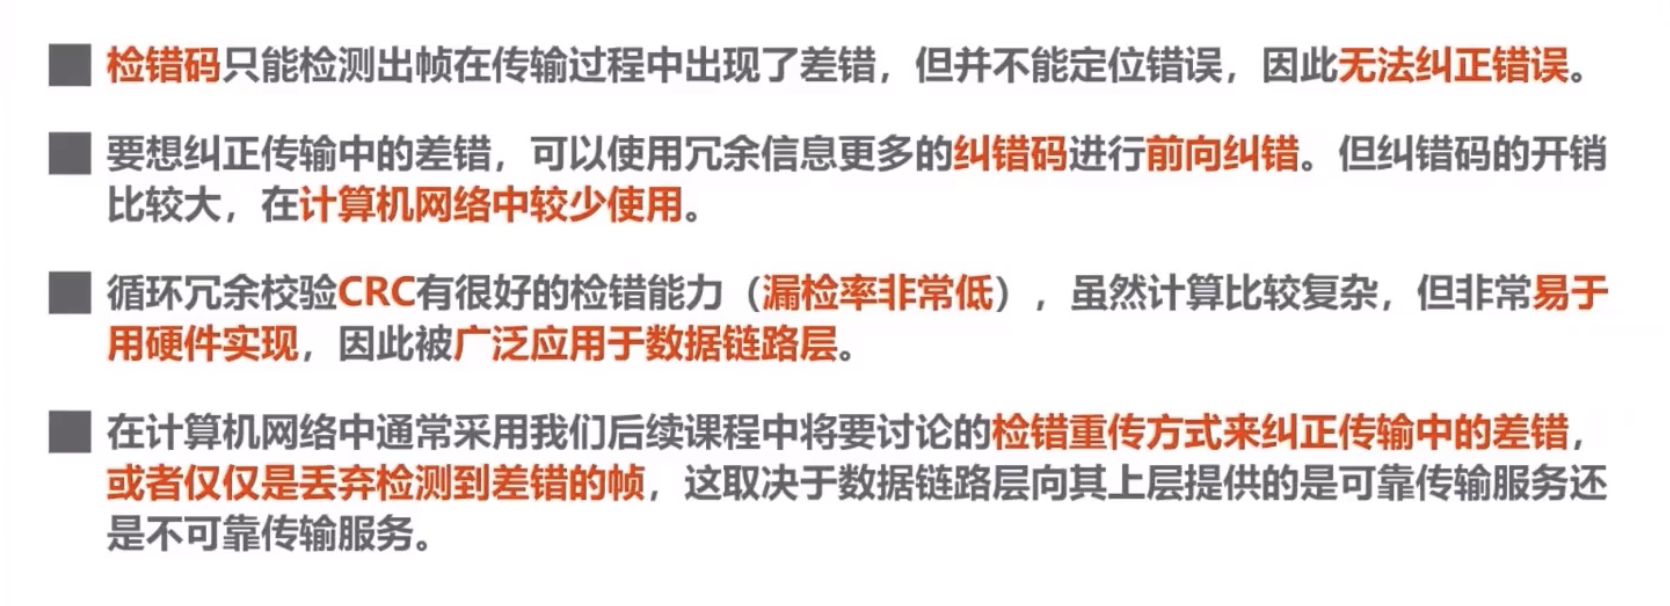 检错码只能检测出帧在传输过程中出现了差错，但并不能定位错误，因此无法纠正错误。
要想纠正传输中的差错，可以使用冗余信息更多的纠错码进行前向纠错。但纠错码的开销
比较大，在计算机网络中较少使用。
循环冗余校验CRC有很好的检错能力（漏检率非常低），虽然计算比较复杂，但非常易于
用硬件实现，因此被广泛应用于数据链路层。
在计算机网络中通常采用我们后续课程中将要讨论的检错重传方式来纠正传输中的差错，
或者仅仅是丢弃检测到差错的帧，这取决于数据链路层向其上层提供的是可靠传输服务还
是不可靠传输服务。